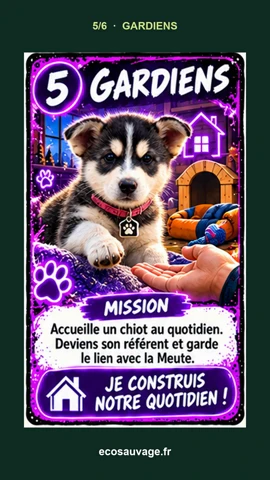 5/6 · GARDIENS
5 GARDIENS
MISSION
Accueille un chiot au quotidien.
Deviens son référent et garde
le lien avec la Meute.
JE CONSTRUIS
NOTRE QUOTIDIEN !
ecosauvage.fr